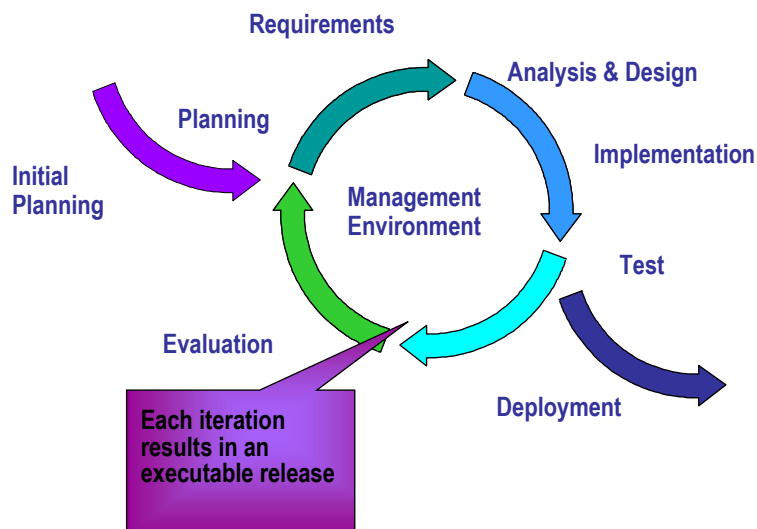 Requirements
Analysis & Design
Planning
Implementation
Initial
Planning
Management
Environment
Test
Evaluation
Deployment
Each iteration
results in an
executable release